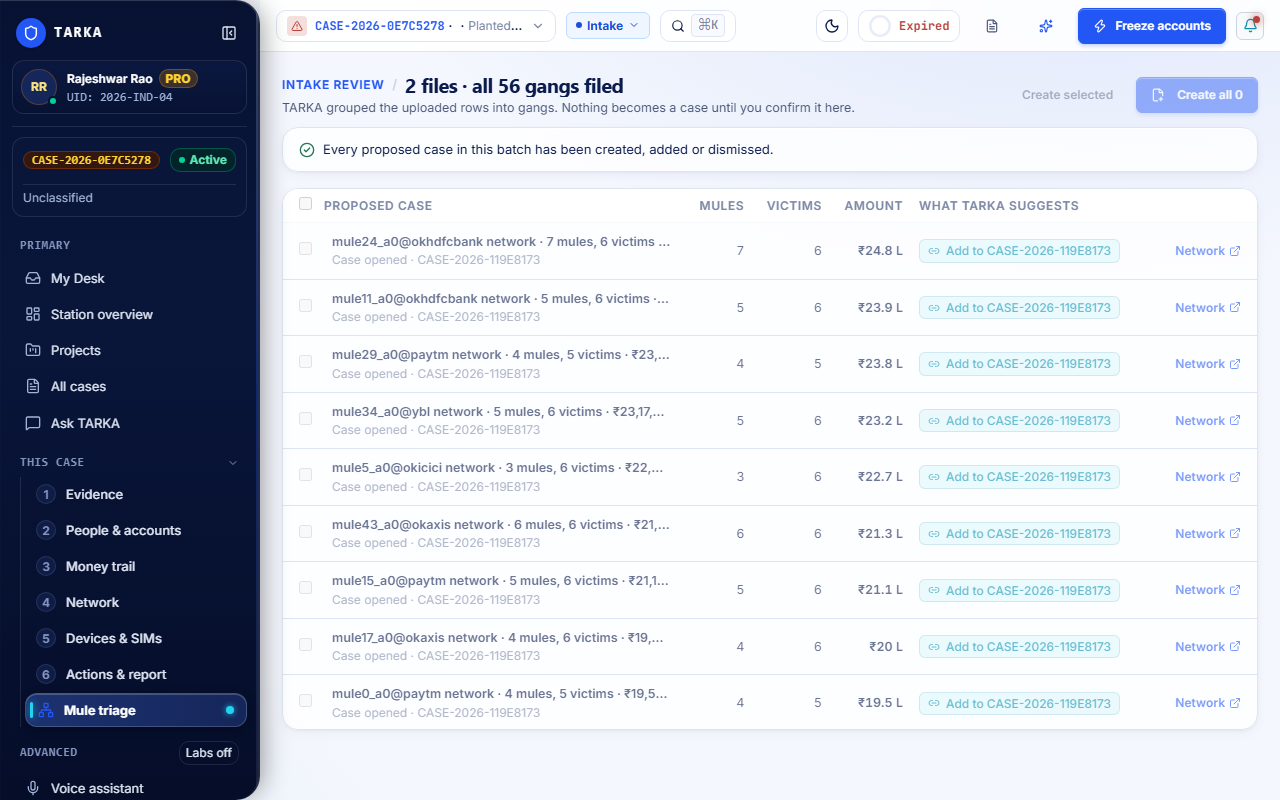 TARKA
RR
Rajeshwar Rao PRO
UID: 2026-IND-04
CASE-2026-0E7C5278
Active
Unclassified
PRIMARY
My Desk
Station overview
Projects
All cases
Ask TARKA
THIS CASE
1 Evidence
2 People & accounts
3 Money trail
4 Network
5 Devices & SIMs
6 Actions & report
Mule triage
ADVANCED
Labs off
Voice assistant
CASE-2026-0E7C5278 · · Planted...
Intake
⌘K
Expired
Freeze accounts
INTAKE REVIEW / 2 files · all 56 gangs filed
TARKA grouped the uploaded rows into gangs. Nothing becomes a case until you confirm it here.
Create selected
Create all 0
Every proposed case in this batch has been created, added or dismissed.
PROPOSED CASE MULES VICTIMS AMOUNT WHAT TARKA SUGGESTS
mule24_a0@okhdfcbank network · 7 mules, 6 victims ...
Case opened · CASE-2026-119E8173
7 6 ₹24.8 L Add to CASE-2026-119E8173 Network
mule11_a0@okhdfcbank network · 5 mules, 6 victims ·...
Case opened · CASE-2026-119E8173
5 6 ₹23.9 L Add to CASE-2026-119E8173 Network
mule29_a0@paytm network · 4 mules, 5 victims · ₹23,...
Case opened · CASE-2026-119E8173
4 5 ₹23.8 L Add to CASE-2026-119E8173 Network
mule34_a0@ybl network · 5 mules, 6 victims · ₹23,17,...
Case opened · CASE-2026-119E8173
5 6 ₹23.2 L Add to CASE-2026-119E8173 Network
mule5_a0@okicici network · 3 mules, 6 victims · ₹22,...
Case opened · CASE-2026-119E8173
3 6 ₹22.7 L Add to CASE-2026-119E8173 Network
mule43_a0@okaxis network · 6 mules, 6 victims · ₹21,...
Case opened · CASE-2026-119E8173
6 6 ₹21.3 L Add to CASE-2026-119E8173 Network
mule15_a0@paytm network · 5 mules, 6 victims · ₹21,1...
Case opened · CASE-2026-119E8173
5 6 ₹21.1 L Add to CASE-2026-119E8173 Network
mule17_a0@okaxis network · 4 mules, 6 victims · ₹19,...
Case opened · CASE-2026-119E8173
4 6 ₹20 L Add to CASE-2026-119E8173 Network
mule0_a0@paytm network · 4 mules, 5 victims · ₹19,5...
Case opened · CASE-2026-119E8173
4 5 ₹19.5 L Add to CASE-2026-119E8173 Network